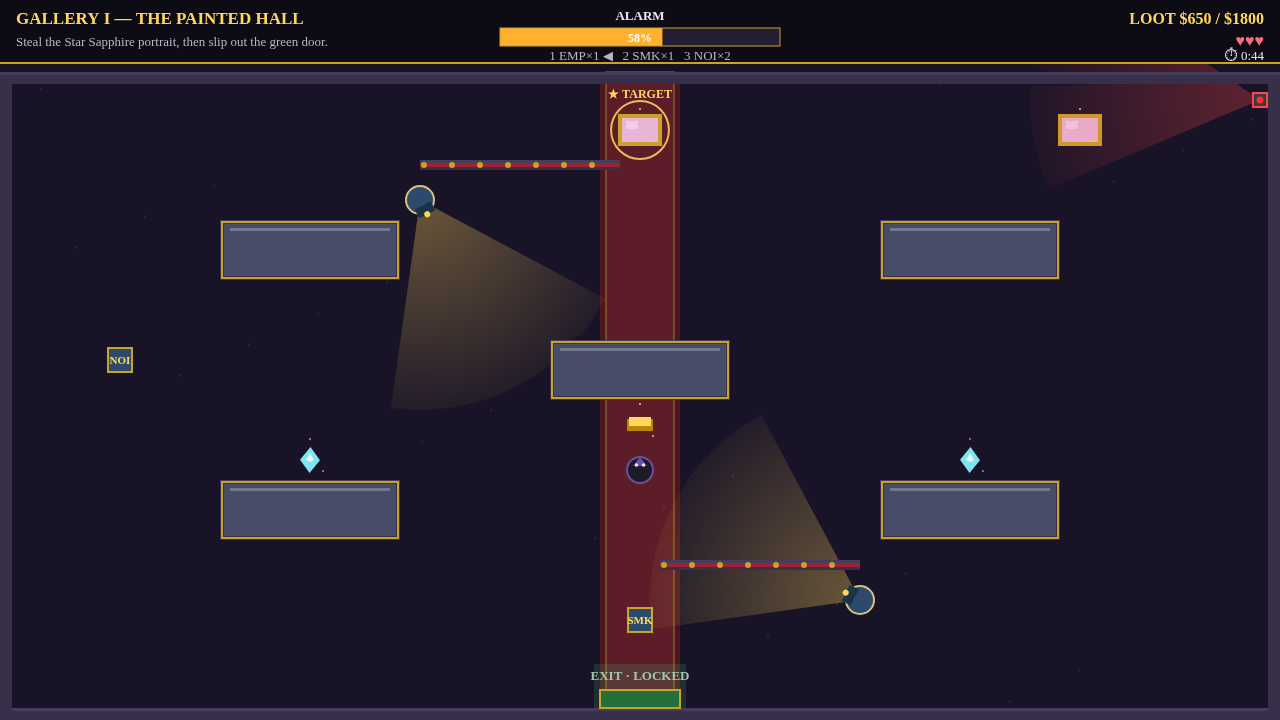 GALLERY I — THE PAINTED HALL
Steal the Star Sapphire portrait, then slip out the green door.
ALARM
58%
1 EMP×1 ◀ 2 SMK×1 3 NOI×2
LOOT $650 / $1800
♥♥♥
⏱ 0:44
★ TARGET
NOI
SMK
EXIT · LOCKED